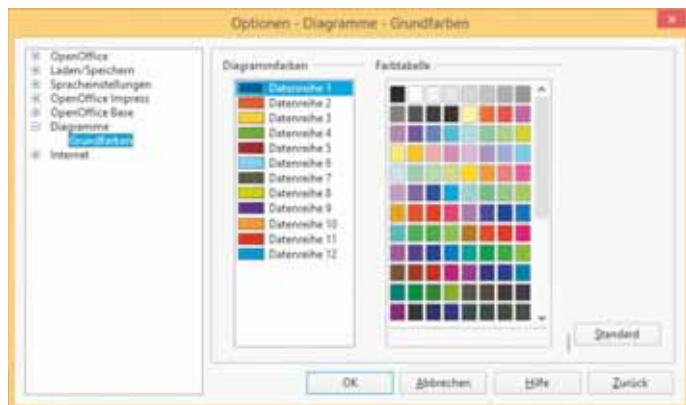 Optionen - Diagramme - Grundfarben
OpenOffice
Laden/Speichern
Spracheinstellungen
OpenOffice Impress
OpenOffice Base
Diagramme
Grundfarben
Internet
Diagrammfarben
Datenreihe 1
Datenreihe 2
Datenreihe 3
Datenreihe 4
Datenreihe 5
Datenreihe 6
Datenreihe 7
Datenreihe 8
Datenreihe 9
Datenreihe 10
Datenreihe 11
Datenreihe 12
Farbtabelle
Standard
OK
Abbrechen
Hilfe
Zurück